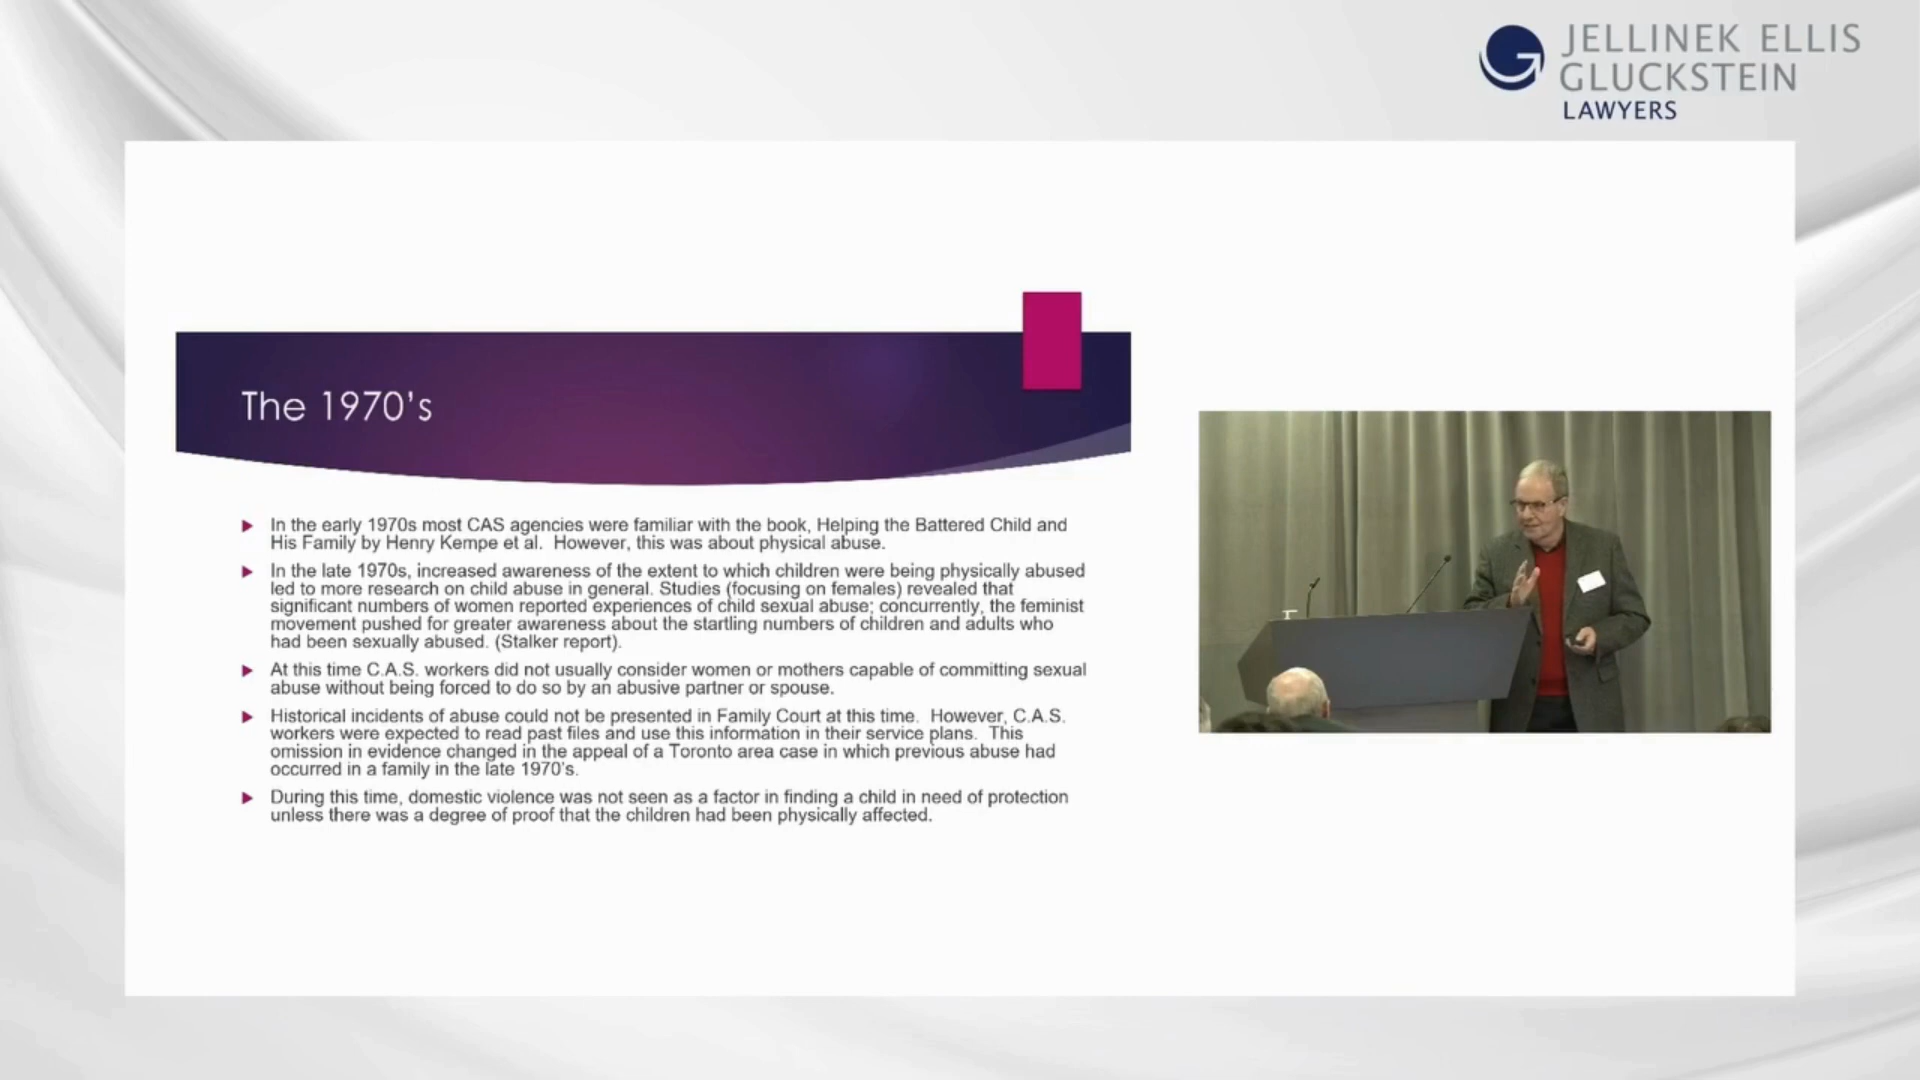 JELLINEK ELLIS
GLUCKSTEIN
LAWYERS
The 1970's
In the early 1970s most CAS agencies were familiar with the book, Helping the Battered Child and
His Family by Henry Kempe et al.  However, this was about physical abuse.
In the late 1970s, increased awareness of the extent to which children were being physically abused
led to more research on child abuse in general. Studies (focusing on females) revealed that
significant numbers of women reported experiences of child sexual abuse; concurrently, the feminist
movement pushed for greater awareness about the startling numbers of children and adults who
had been sexually abused. (Stalker report).
At this time C.A.S. workers did not usually consider women or mothers capable of committing sexual
abuse without being forced to do so by an abusive partner or spouse.
Historical incidents of abuse could not be presented in Family Court at this time.  However, C.A.S.
workers were expected to read past files and use this information in their service plans.  This
omission in evidence changed in the appeal of a Toronto area case in which previous abuse had
occurred in a family in the late 1970's.
During this time, domestic violence was not seen as a factor in finding a child in need of protection
unless there was a degree of proof that the children had been physically affected.